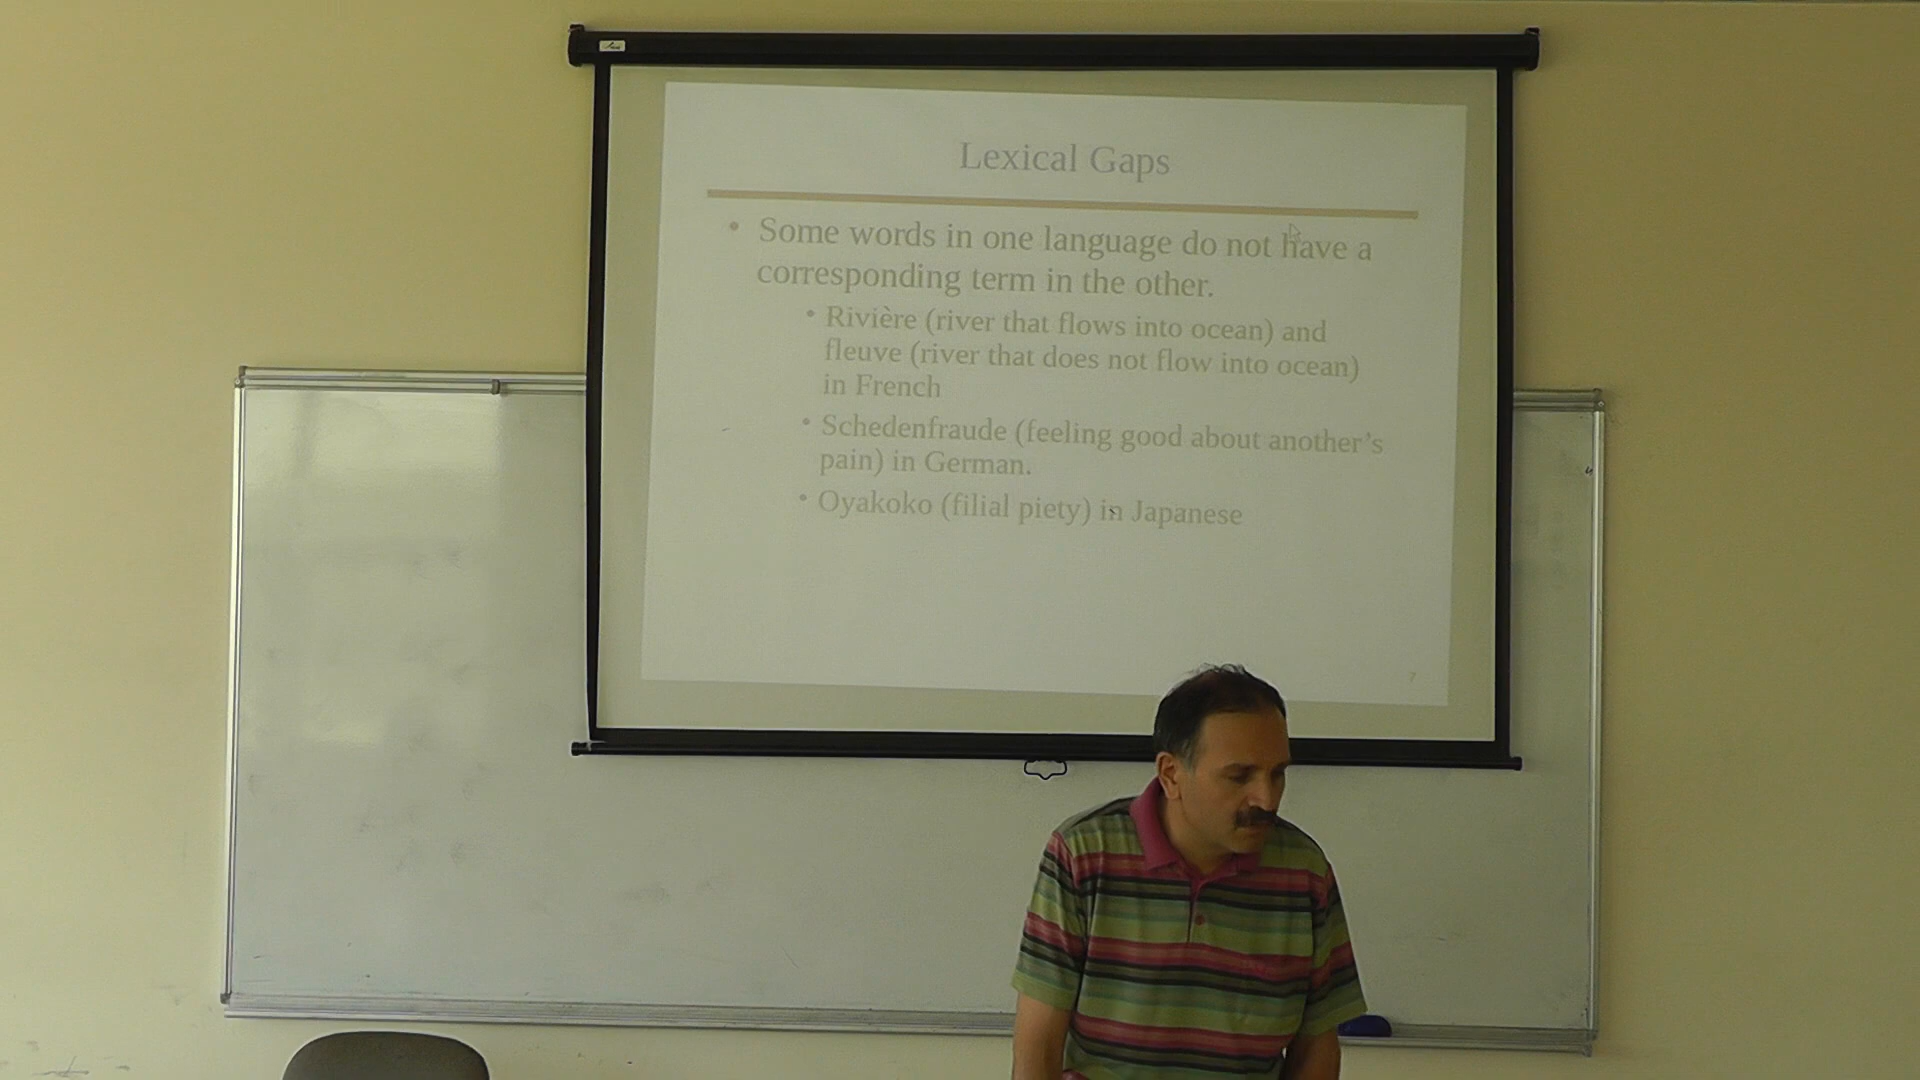 Lexical Gaps
• Some words in one language do not have a
corresponding term in the other.
• Rivière (river that flows into ocean) and
fleuve (river that does not flow into ocean)
in French
• Schedenfraude (feeling good about another’s
pain) in German.
• Oyakoko (filial piety) in Japanese
7